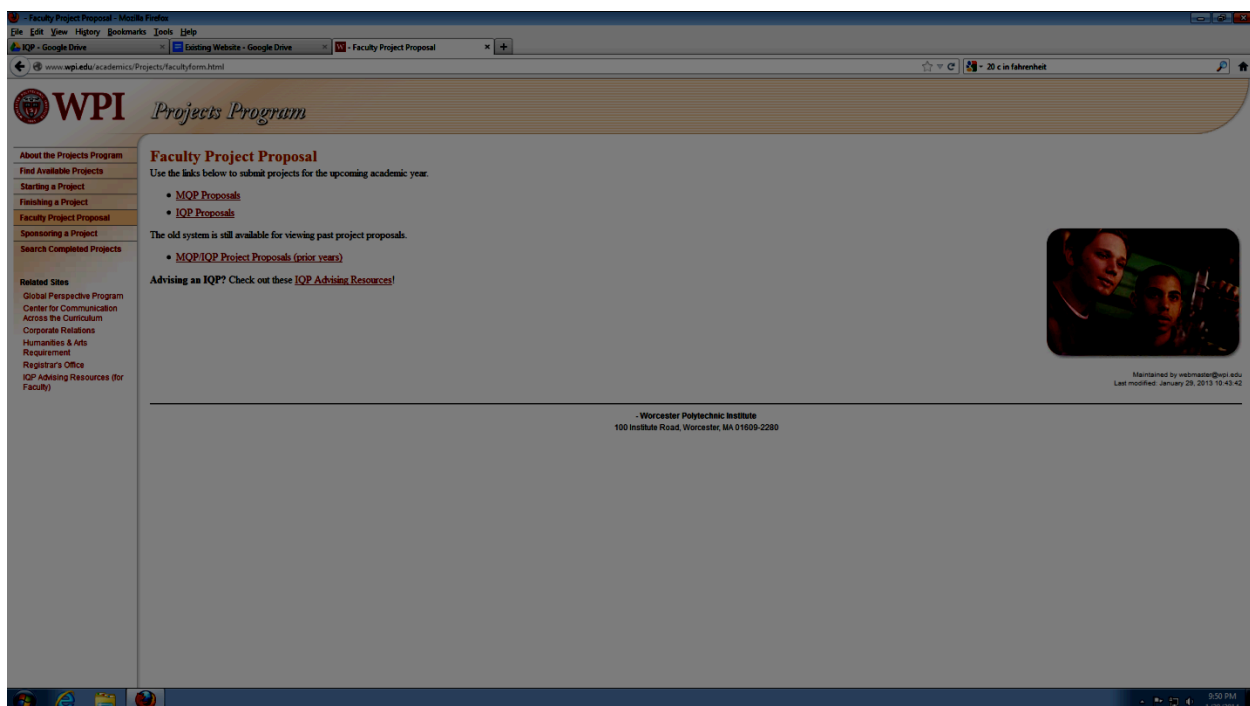 - Faculty Project Proposal - Mozilla Firefox
File Edit View History Bookmarks Tools Help
IQP - Google Drive × Existing Website - Google Drive × - Faculty Project Proposal × +
www.wpi.edu/academics/Projects/facultyform.html 20 c in fahrenheit
WPI Projects Program
About the Projects Program
Find Available Projects
Starting a Project
Finishing a Project
Faculty Project Proposal
Sponsoring a Project
Search Completed Projects
Related Sites
Global Perspective Program
Center for Communication
Across the Curriculum
Corporate Relations
Humanities & Arts
Requirement
Registrar's Office
IQP Advising Resources (for
Faculty)
Faculty Project Proposal
Use the links below to submit projects for the upcoming academic year.
• MQP Proposals
• IQP Proposals
The old system is still available for viewing past project proposals.
• MQP/IQP Project Proposals (prior years)
Advising an IQP? Check out these IQP Advising Resources!
Maintained by webmaster@wpi.edu
Last modified: January 29, 2013 10:43:42
- Worcester Polytechnic Institute
100 Institute Road, Worcester, MA 01609-2280
9:50 PM